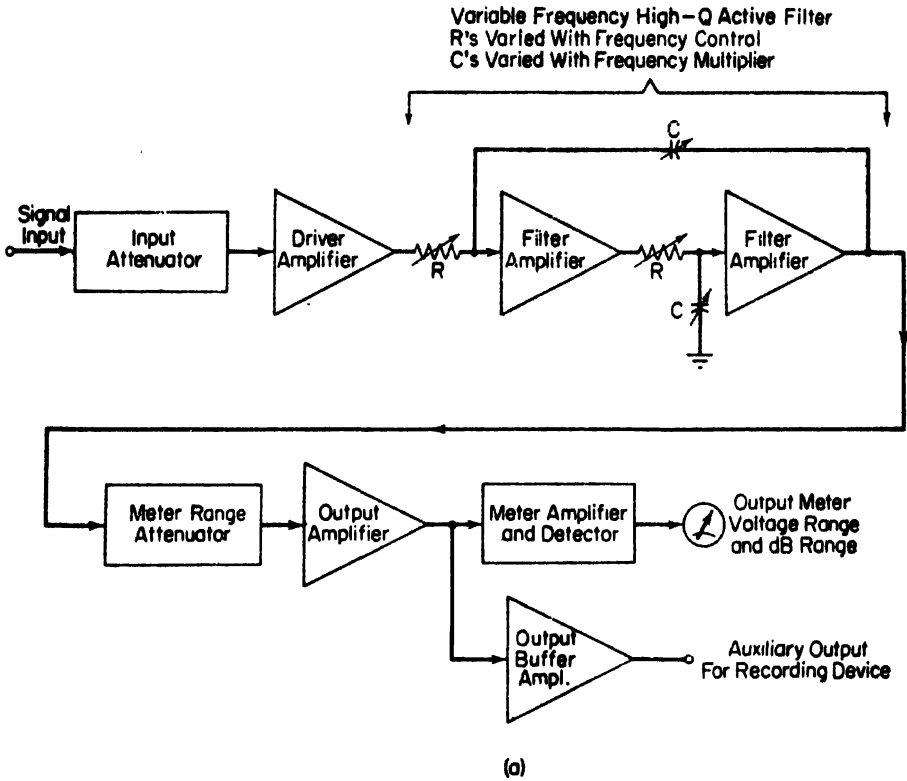 Variable Frequency High-Q Active Filter
R's Varied With Frequency Control
C's Varied With Frequency Multiplier
C
Signal
Input
Input
Attenuator
Driver
Amplifier
R
Filter
Amplifier
R
C
Filter
Amplifier
Meter Range
Attenuator
Output
Amplifier
Meter Amplifier
and Detector
Output Meter
Voltage Range
and dB Range
Output
Buffer
Ampl.
Auxiliary Output
For Recording Device
(a)